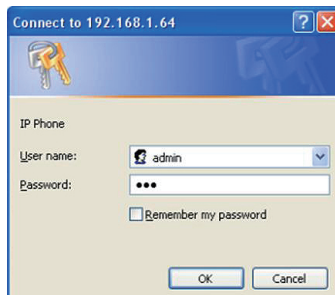 Connect to 192.168.1.64
IP Phone
User name:
admin
Password:
•••
Remember my password
OK
Cancel